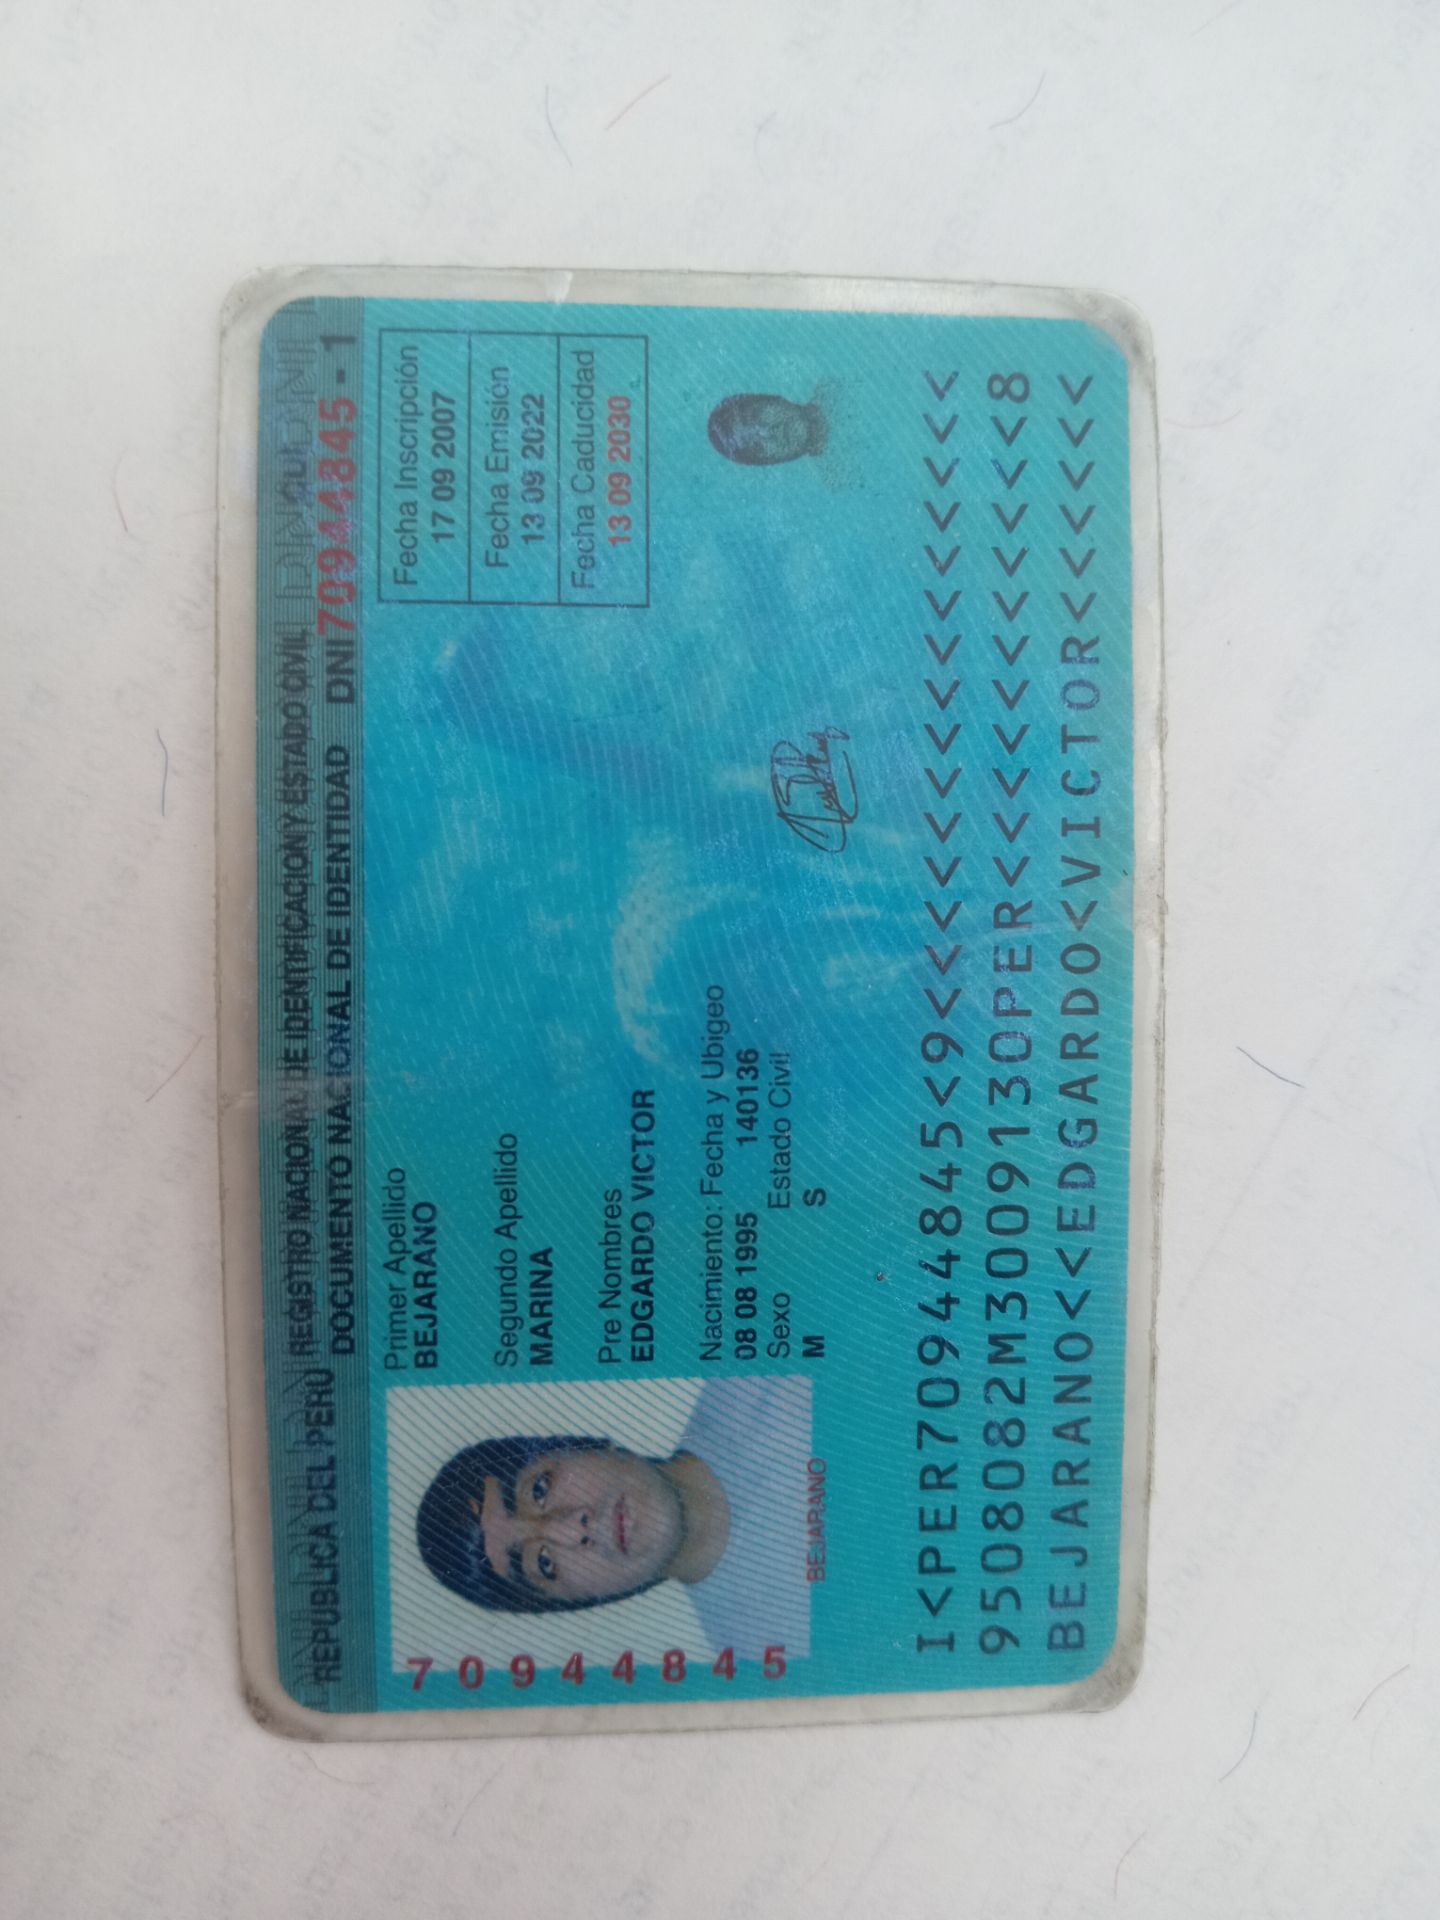 REPUBLICA DEL PERU REGISTRO NACIONAL DE IDENTIFICACION Y ESTADO CIVIL
DOCUMENTO NACIONAL DE IDENTIDAD DNI 70944845 - 1
Primer Apellido
BEJARANO
Segundo Apellido
MARINA
Pre Nombres
EDGARDO VICTOR
Nacimiento: Fecha y Ubigeo
08 08 1995 140136
Sexo Estado Civil
M S
Fecha Inscripción
17 09 2007
Fecha Emisión
13 09 2022
Fecha Caducidad
13 09 2030
70944845
BEJARANO
I<PER70944845<9<<<<<<<<<<<<<<<
9508082M3009130PER<<<<<<<<<<<8
BEJARANO<<EDGARDO<VICTOR<<<<<<